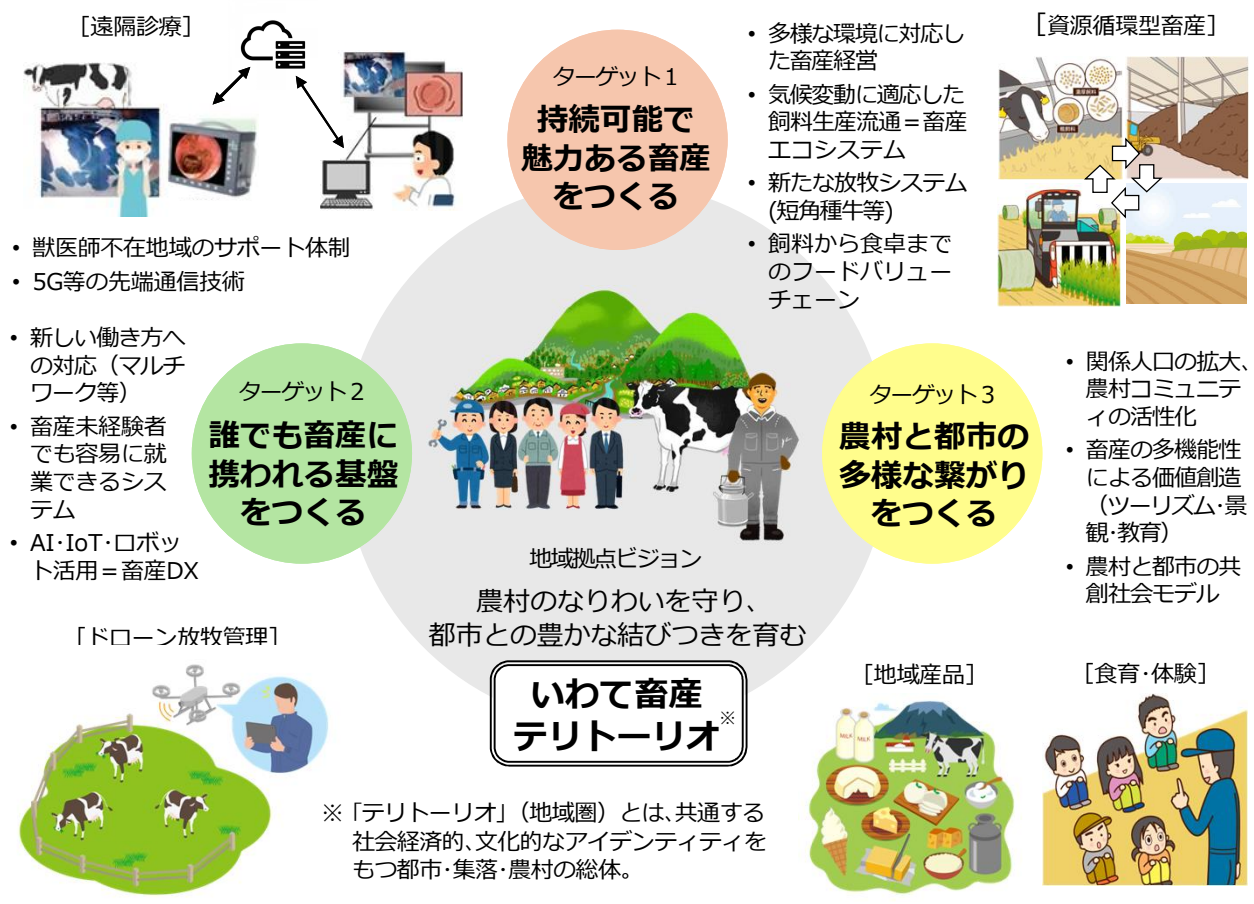 [遠隔診療]
ターゲット１
持続可能で
魅力ある畜産
をつくる
• 多様な環境に対応し
た畜産経営
• 気候変動に適応した
飼料生産流通＝畜産
エコシステム
• 新たな放牧システム
(短角種牛等)
• 飼料から食卓まで
のフードバリュー
チェーン
[資源循環型畜産]
• 獣医師不在地域のサポート体制
• 5G等の先端通信技術
• 新しい働き方へ
の対応（マルチ
ワーク等）
• 畜産未経験者
でも容易に就
業できるシス
テム
• AI･IoT･ロボッ
ト活用＝畜産DX
ターゲット２
誰でも畜産に
携われる基盤
をつくる
ターゲット３
農村と都市の
多様な繋がり
をつくる
• 関係人口の拡大、
農村コミュニテ
ィの活性化
• 畜産の多機能性
による価値創造
（ツーリズム･景
観･教育）
• 農村と都市の共
創社会モデル
地域拠点ビジョン
農村のなりわいを守り、
都市との豊かな結びつきを育む
いわて畜産
テリトーリオ※
[ドローン放牧管理]
[地域産品]
MILK
MILK
[食育･体験]
※「テリトーリオ」（地域圏）とは、共通する
社会経済的、文化的なアイデンティティを
もつ都市･集落･農村の総体。